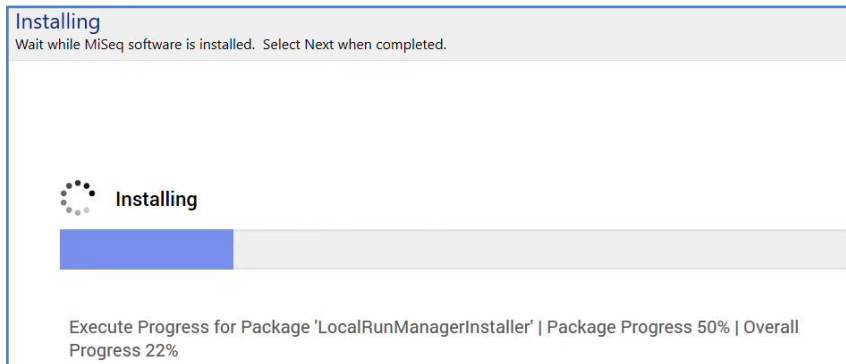 Installing
Wait while MiSeq software is installed.  Select Next when completed.
Installing
Execute Progress for Package 'LocalRunManagerInstaller' | Package Progress 50% | Overall
Progress 22%